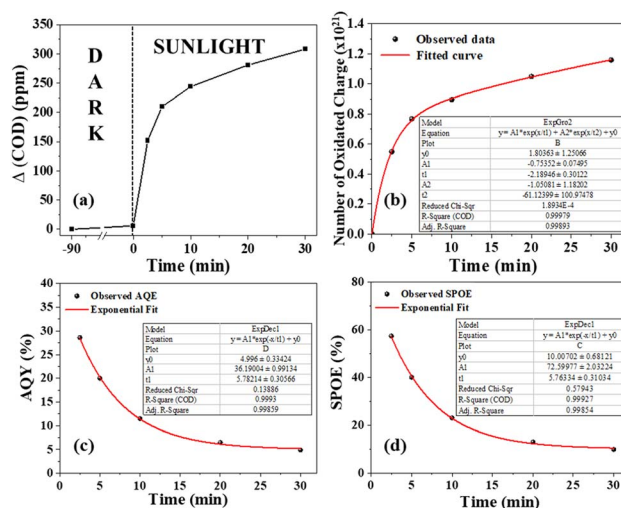 350
300
250
200
150
100
50
0
Δ (COD) (ppm)
D
A
R
K
SUNLIGHT
(a)
-90
0
5
10
15
20
25
30
Time (min)
1.4
1.2
1.0
0.8
0.6
0.4
0.2
0.0
Number of Oxidated Charge (x10²¹)
Observed data
Fitted curve
Model ExpGro2
Equation y= A1*exp(x/t1) + A2*exp(x/t2) + y0
Plot B
y0 1.80363 ± 1.25066
A1 -0.75352 ± 0.07495
t1 -2.18946 ± 0.30122
A2 -1.05081 ± 1.18202
t2 -61.12399 ± 100.97478
Reduced Chi-Sqr 1.8934E-4
R-Square (COD) 0.99979
Adj. R-Square 0.99893
(b)
0
5
10
15
20
25
30
Time (min)
40
35
30
25
20
15
10
5
0
AQY (%)
Observed AQE
Exponential Fit
Model ExpDec1
Equation y = A1*exp(-x/t1) + y0
Plot D
y0 4.996 ± 0.33424
A1 36.19004 ± 0.99134
t1 5.78214 ± 0.30566
Reduced Chi-Sqr 0.13886
R-Square (COD) 0.9993
Adj. R-Square 0.99859
(c)
0
5
10
15
20
25
30
Time (min)
80
60
40
20
0
SPOE (%)
Observed SPOE
Exponential Fit
Model ExpDec1
Equation y = A1*exp(-x/t1) + y0
Plot C
y0 10.00702 ± 0.68121
A1 72.59977 ± 2.03224
t1 5.76334 ± 0.31034
Reduced Chi-Sqr 0.57943
R-Square (COD) 0.99927
Adj. R-Square 0.99854
(d)
0
5
10
15
20
25
30
Time (min)